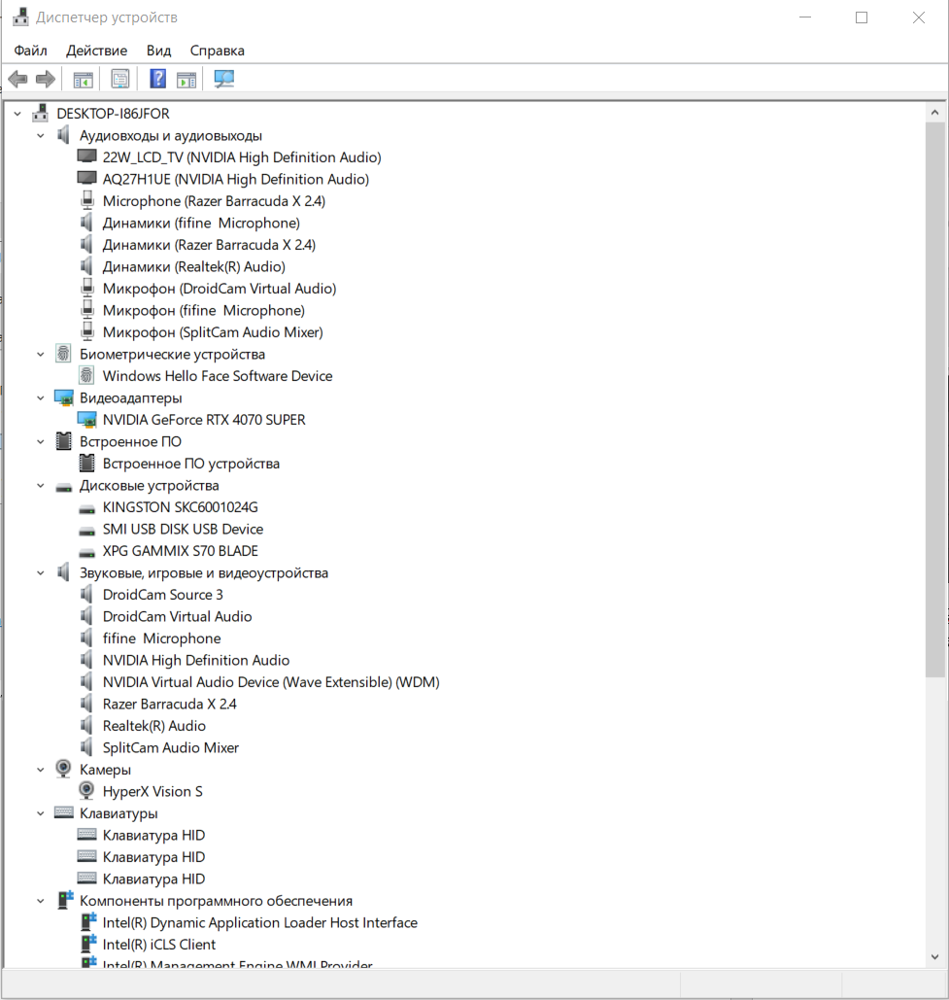 Диспетчер устройств
Файл Действие Вид Справка
DESKTOP-I86JFOR
Аудиовходы и аудиовыходы
22W_LCD_TV (NVIDIA High Definition Audio)
AQ27H1UE (NVIDIA High Definition Audio)
Microphone (Razer Barracuda X 2.4)
Динамики (fifine  Microphone)
Динамики (Razer Barracuda X 2.4)
Динамики (Realtek(R) Audio)
Микрофон (DroidCam Virtual Audio)
Микрофон (fifine  Microphone)
Микрофон (SplitCam Audio Mixer)
Биометрические устройства
Windows Hello Face Software Device
Видеоадаптеры
NVIDIA GeForce RTX 4070 SUPER
Встроенное ПО
Встроенное ПО устройства
Дисковые устройства
KINGSTON SKC6001024G
SMI USB DISK USB Device
XPG GAMMIX S70 BLADE
Звуковые, игровые и видеоустройства
DroidCam Source 3
DroidCam Virtual Audio
fifine  Microphone
NVIDIA High Definition Audio
NVIDIA Virtual Audio Device (Wave Extensible) (WDM)
Razer Barracuda X 2.4
Realtek(R) Audio
SplitCam Audio Mixer
Камеры
HyperX Vision S
Клавиатуры
Клавиатура HID
Клавиатура HID
Клавиатура HID
Компоненты программного обеспечения
Intel(R) Dynamic Application Loader Host Interface
Intel(R) iCLS Client
Intel(R) Management Engine WMI Provider